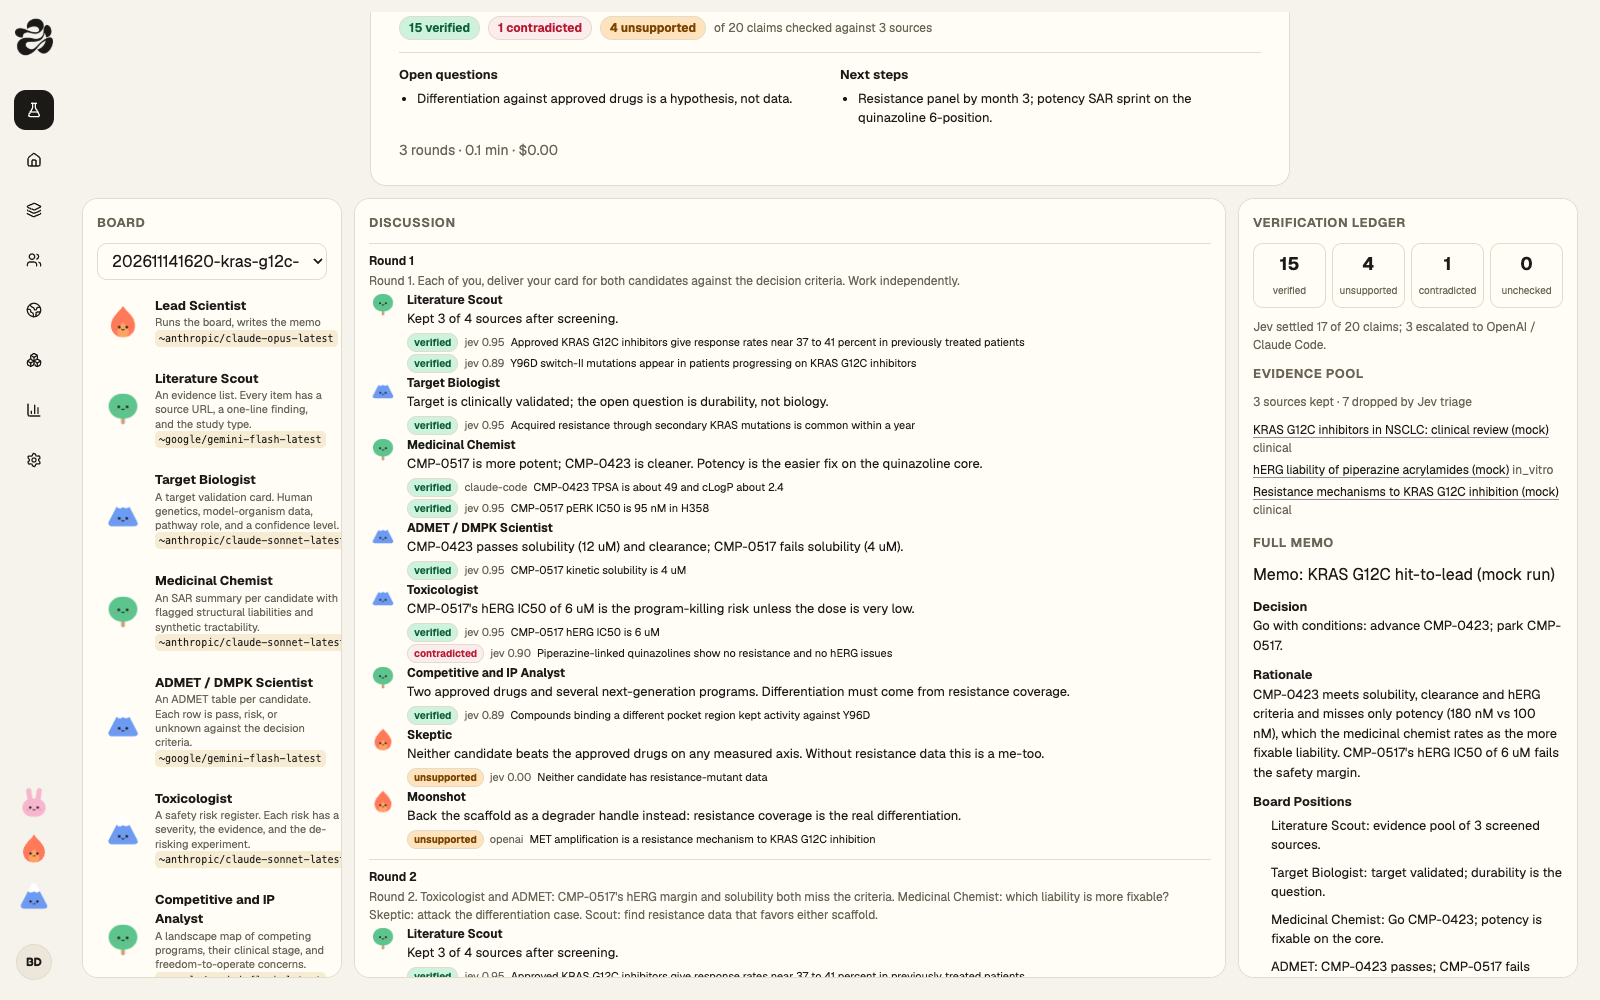 15 verified 1 contradicted 4 unsupported of 20 claims checked against 3 sources
Open questions
• Differentiation against approved drugs is a hypothesis, not data.
Next steps
• Resistance panel by month 3; potency SAR sprint on the
quinazoline 6-position.
3 rounds · 0.1 min · $0.00
BOARD
202611141620-kras-g12c-
Lead Scientist
Runs the board, writes the memo
~anthropic/claude-opus-latest
Literature Scout
An evidence list. Every item has a
source URL, a one-line finding,
and the study type.
~google/gemini-flash-latest
Target Biologist
A target validation card. Human
genetics, model-organism data,
pathway role, and a confidence level.
~anthropic/claude-sonnet-latest
Medicinal Chemist
An SAR summary per candidate with
flagged structural liabilities and
synthetic tractability.
~anthropic/claude-sonnet-latest
ADMET / DMPK Scientist
An ADMET table per candidate.
Each row is pass, risk, or
unknown against the decision
criteria.
~google/gemini-flash-latest
Toxicologist
A safety risk register. Each risk has a
severity, the evidence, and the de-
risking experiment.
~anthropic/claude-sonnet-latest
Competitive and IP
Analyst
A landscape map of competing
programs, their clinical stage, and
freedom-to-operate concerns.
BD
DISCUSSION
Round 1
Round 1. Each of you, deliver your card for both candidates against the decision criteria. Work independently.
Literature Scout
Kept 3 of 4 sources after screening.
verified jev 0.95 Approved KRAS G12C inhibitors give response rates near 37 to 41 percent in previously treated patients
verified jev 0.89 Y96D switch-II mutations appear in patients progressing on KRAS G12C inhibitors
Target Biologist
Target is clinically validated; the open question is durability, not biology.
verified jev 0.95 Acquired resistance through secondary KRAS mutations is common within a year
Medicinal Chemist
CMP-0517 is more potent; CMP-0423 is cleaner. Potency is the easier fix on the quinazoline core.
verified claude-code CMP-0423 TPSA is about 49 and cLogP about 2.4
verified jev 0.95 CMP-0517 pERK IC50 is 95 nM in H358
ADMET / DMPK Scientist
CMP-0423 passes solubility (12 uM) and clearance; CMP-0517 fails solubility (4 uM).
verified jev 0.95 CMP-0517 kinetic solubility is 4 uM
Toxicologist
CMP-0517's hERG IC50 of 6 uM is the program-killing risk unless the dose is very low.
verified jev 0.95 CMP-0517 hERG IC50 is 6 uM
contradicted jev 0.90 Piperazine-linked quinazolines show no resistance and no hERG issues
Competitive and IP Analyst
Two approved drugs and several next-generation programs. Differentiation must come from resistance coverage.
verified jev 0.89 Compounds binding a different pocket region kept activity against Y96D
Skeptic
Neither candidate beats the approved drugs on any measured axis. Without resistance data this is a me-too.
unsupported jev 0.00 Neither candidate has resistance-mutant data
Moonshot
Back the scaffold as a degrader handle instead: resistance coverage is the real differentiation.
unsupported openai MET amplification is a resistance mechanism to KRAS G12C inhibition
Round 2
Round 2. Toxicologist and ADMET: CMP-0517's hERG margin and solubility both miss the criteria. Medicinal Chemist: which liability is more fixable?
Skeptic: attack the differentiation case. Scout: find resistance data that favors either scaffold.
Literature Scout
Kept 3 of 4 sources after screening.
verified jev 0.95 Approved KRAS G12C inhibitors give response rates near 37 to 41 percent in previously treated patients
VERIFICATION LEDGER
15 4 1 0
verified unsupported contradicted unchecked
Jev settled 17 of 20 claims; 3 escalated to OpenAI /
Claude Code.
EVIDENCE POOL
3 sources kept · 7 dropped by Jev triage
KRAS G12C inhibitors in NSCLC: clinical review (mock)
clinical
hERG liability of piperazine acrylamides (mock) in_vitro
Resistance mechanisms to KRAS G12C inhibition (mock)
clinical
FULL MEMO
Memo: KRAS G12C hit-to-lead (mock run)
Decision
Go with conditions: advance CMP-0423; park CMP-
0517.
Rationale
CMP-0423 meets solubility, clearance and hERG
criteria and misses only potency (180 nM vs 100
nM), which the medicinal chemist rates as the more
fixable liability. CMP-0517's hERG IC50 of 6 uM fails
the safety margin.
Board Positions
Literature Scout: evidence pool of 3 screened
sources.
Target Biologist: target validated; durability is the
question.
Medicinal Chemist: Go CMP-0423; potency is
fixable on the core.
ADMET: CMP-0423 passes; CMP-0517 fails